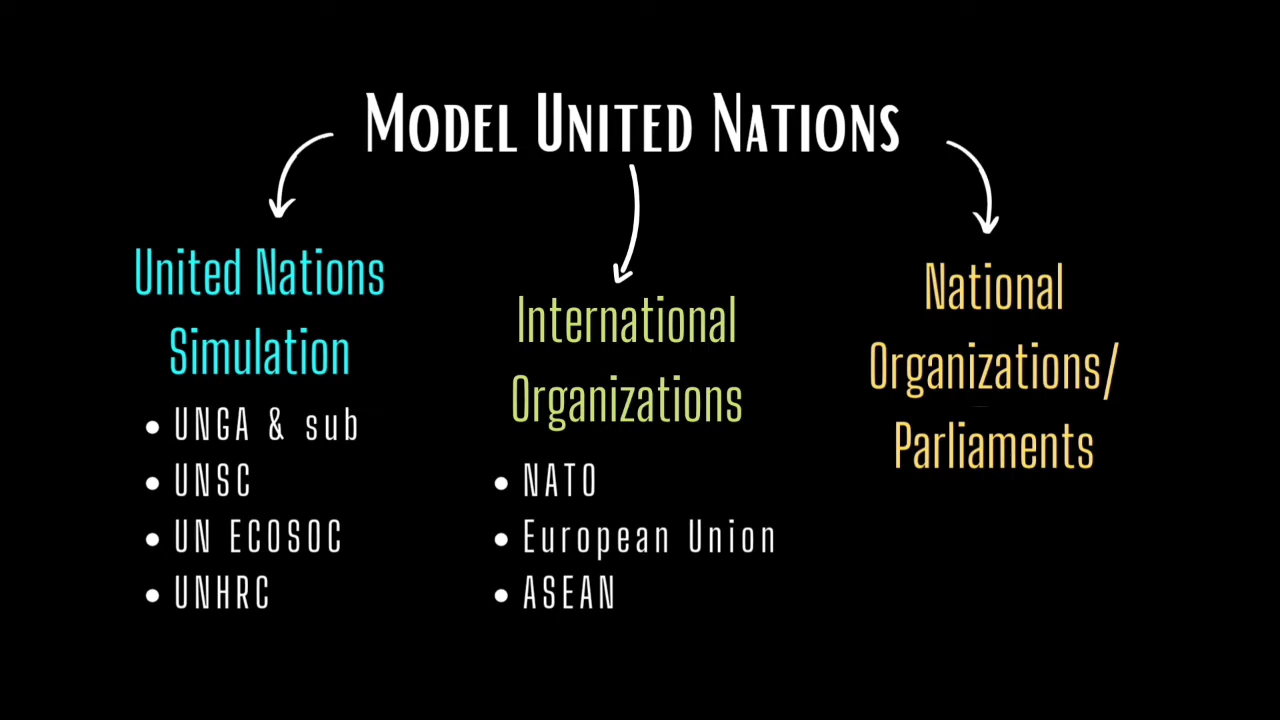 Model United Nations
United Nations
Simulation
• UNGA & sub
• UNSC
• UN ECOSOC
• UNHRC
International
Organizations
• NATO
• European Union
• ASEAN
National
Organizations/
Parliaments